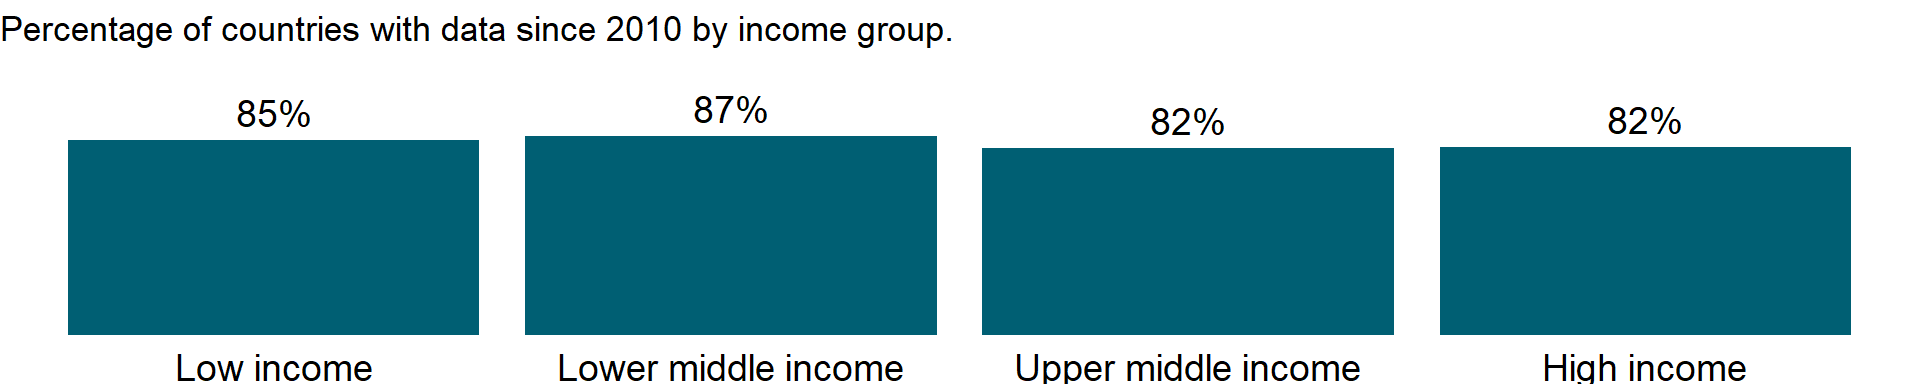 Percentage of countries with data since 2010 by income group.
85%
87%
82%
82%
Low income
Lower middle income
Upper middle income
High income